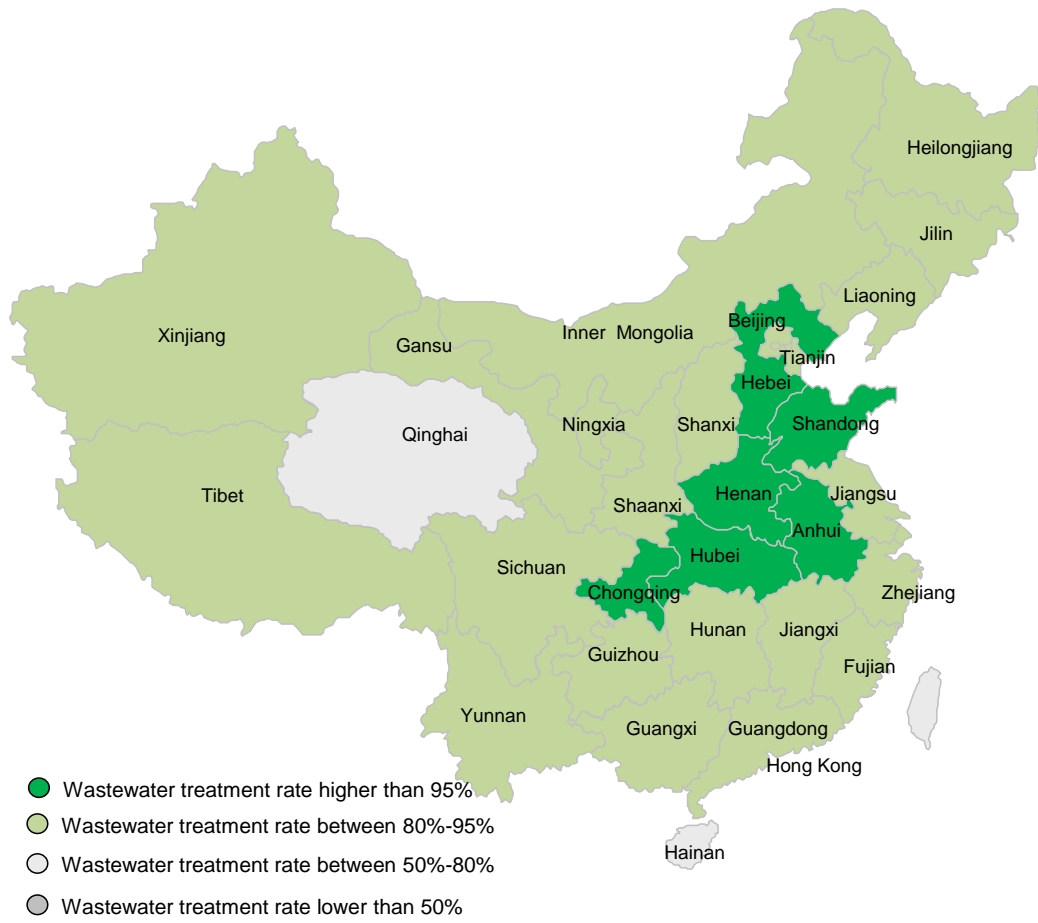 Heilongjiang
Jilin
Liaoning
Beijing
Inner Mongolia
Xinjiang
Gansu
Tianjin
Hebei
Shandong
Ningxia
Shanxi
Qinghai
Tibet
Henan
Jiangsu
Shaanxi
Anhui
Hubei
Sichuan
Chongqing
Zhejiang
Hunan
Jiangxi
Guizhou
Fujian
Yunnan
Guangxi
Guangdong
Hong Kong
Hainan
Wastewater treatment rate higher than 95%
Wastewater treatment rate between 80%-95%
Wastewater treatment rate between 50%-80%
Wastewater treatment rate lower than 50%